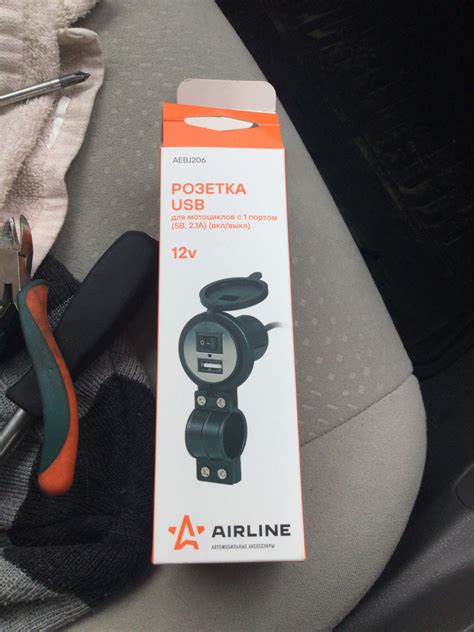 AEBJ206
РОЗЕТКА
USB
для мотоциклов с 1 портом
(5В, 2.1А) (вкл/выкл)
12v
AIRLINE
АВТОМОБИЛЬНЫЕ АКСЕССУАРЫ